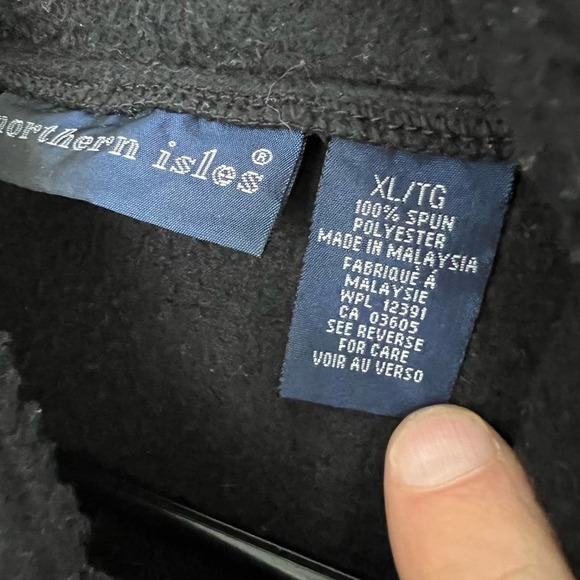 northern isles®
XL/TG
100% SPUN
POLYESTER
MADE IN MALAYSIA
FABRIQUÉ À
MALAYSIE
WPL 12391
CA 03605
SEE REVERSE
FOR CARE
VOIR AU VERSO